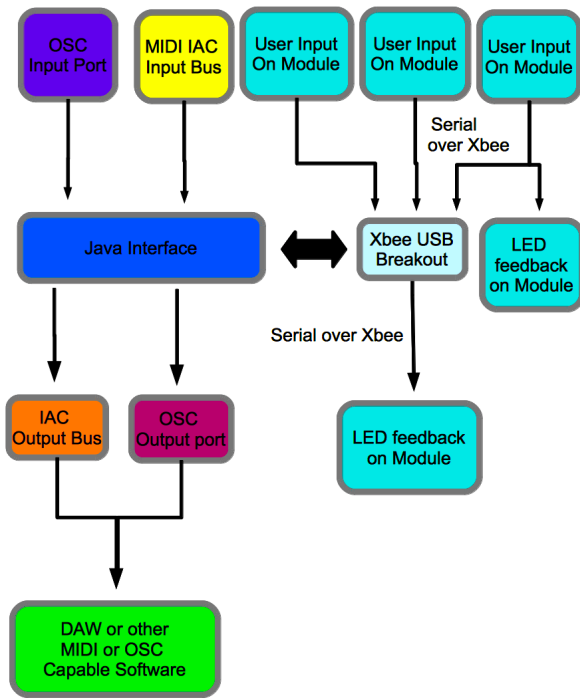 OSC
Input Port
MIDI IAC
Input Bus
User Input
On Module
User Input
On Module
User Input
On Module
Serial
over Xbee
Java Interface
Xbee USB
Breakout
LED
feedback
on Module
Serial over Xbee
IAC
Output Bus
OSC
Output port
LED feedback
on Module
DAW or other
MIDI or OSC
Capable Software